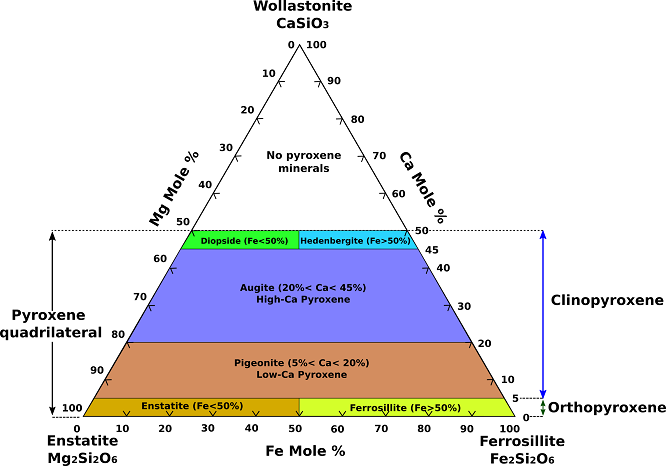 Wollastonite
CaSiO₃
0 100
10 90
20 80
30 70
No pyroxene
minerals
40 60
Mg Mole %
Ca Mole %
50 50
Diopside (Fe<50%) Hedenbergite (Fe>50%)
45
60 40
Augite (20%< Ca< 45%)
High-Ca Pyroxene
Clinopyroxene
70 30
Pyroxene
quadrilateral
80 20
Pigeonite (5%< Ca< 20%)
Low-Ca Pyroxene
90 10
5
Enstatite (Fe<50%) Ferrosillite (Fe>50%)
Orthopyroxene
100 0
0 10 20 30 40 50 60 70 80 90 100
Enstatite
Mg₂Si₂O₆
Fe Mole %
Ferrosillite
Fe₂Si₂O₆